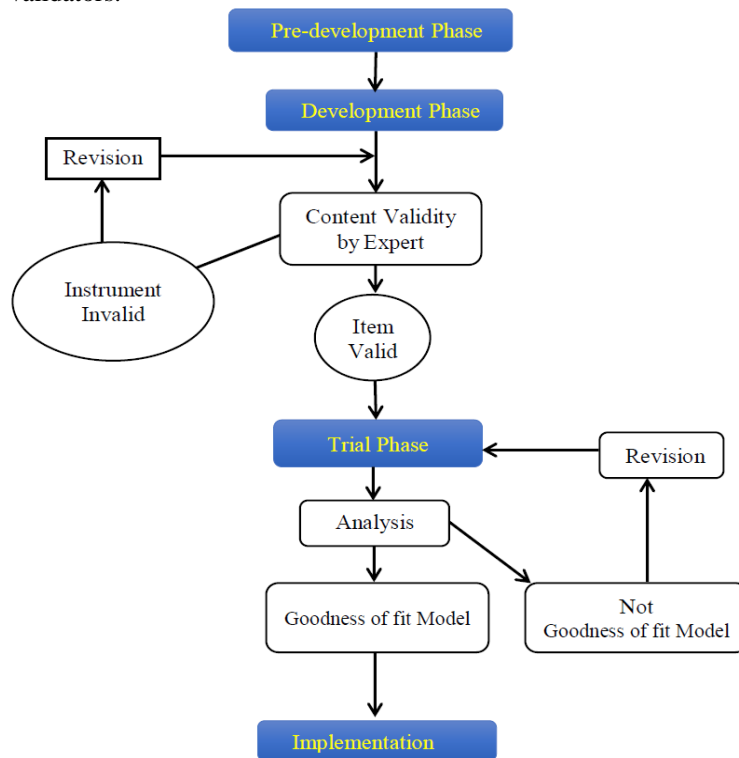 validators.
Pre-development Phase
Development Phase
Revision
Content Validity
by Expert
Instrument
Invalid
Item
Valid
Trial Phase
Revision
Analysis
Goodness of fit Model
Not
Goodness of fit Model
Implementation